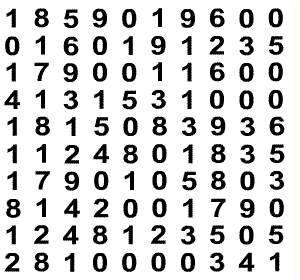 1 8 5 9 0 1 9 6 0 0
0 1 6 0 1 9 1 2 3 5
1 7 9 0 0 1 1 6 0 0
4 1 3 1 5 3 1 0 0 0
1 8 1 5 0 8 3 9 3 6
1 1 2 4 8 0 1 8 3 5
1 7 9 0 1 0 5 8 0 3
8 1 4 2 0 0 1 7 9 0
1 2 4 8 1 2 3 5 0 5
2 8 1 0 0 0 0 3 4 1